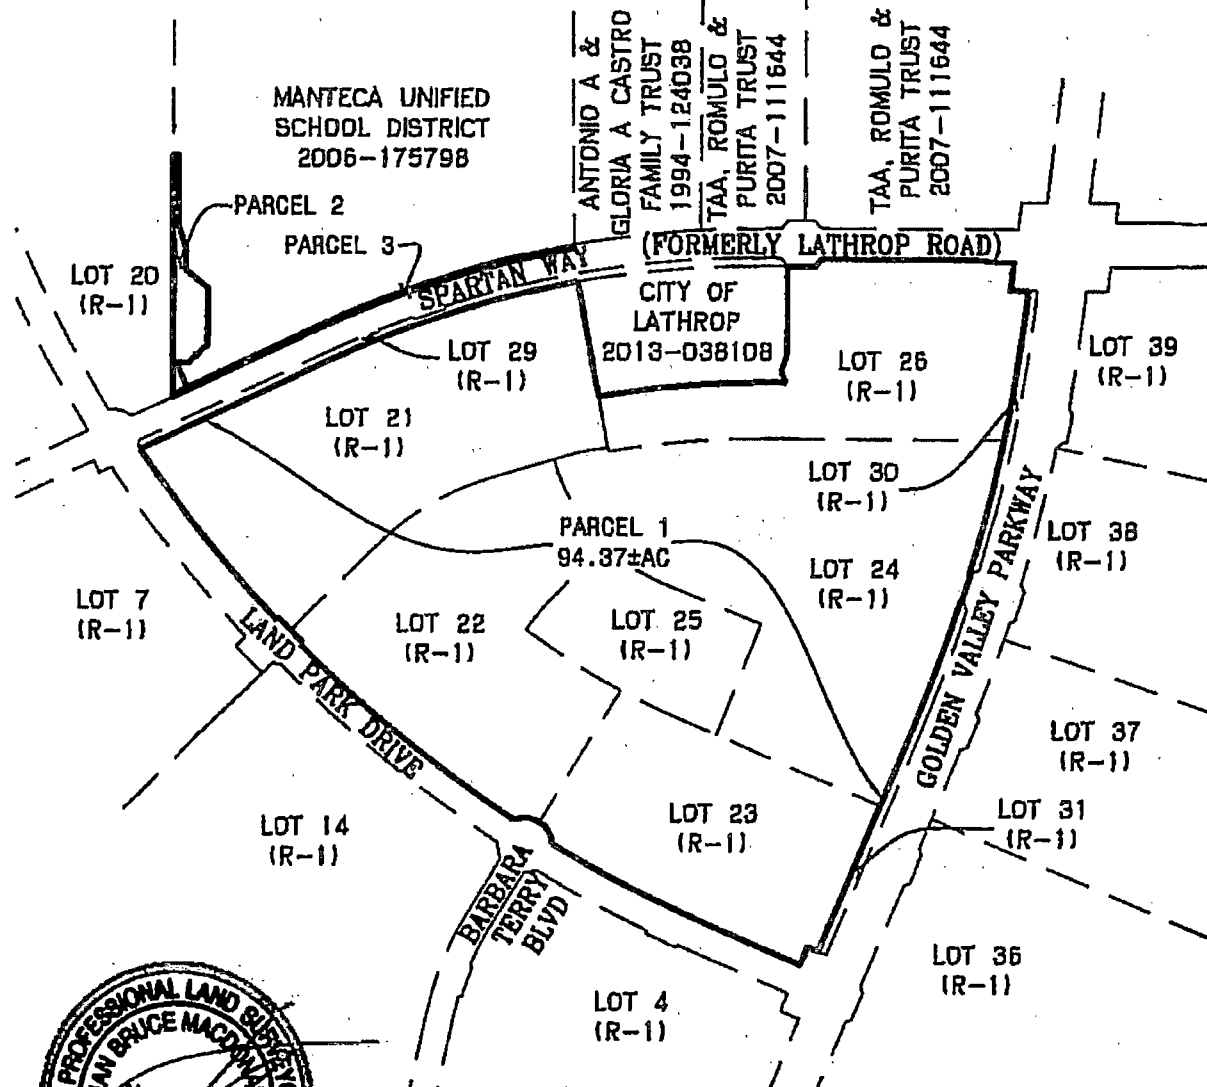 MANTECA UNIFIED
SCHOOL DISTRICT
2006-175798
ANTONIO A &
GLORIA A CASTRO
FAMILY TRUST
1994-124038
TAA, ROMULO &
PURITA TRUST
2007-111644
TAA, ROMULO &
PURITA TRUST
2007-111644
PARCEL 2
PARCEL 3
LOT 20
(R-1)
SPARTAN WAY
(FORMERLY LATHROP ROAD)
CITY OF
LATHROP
2013-038108
LOT 29
(R-1)
LOT 26
(R-1)
LOT 39
(R-1)
LOT 21
(R-1)
LOT 30
(R-1)
PARCEL 1
94.37±AC
LOT 38
(R-1)
LOT 7
(R-1)
LOT 22
(R-1)
LOT 25
(R-1)
LOT 24
(R-1)
LAND PARK DRIVE
GOLDEN VALLEY PARKWAY
LOT 37
(R-1)
LOT 14
(R-1)
LOT 23
(R-1)
LOT 31
(R-1)
BARBARA
TERRY
BLVD
LOT 36
(R-1)
LOT 4
(R-1)
PROFESSIONAL LAND
BRUCE